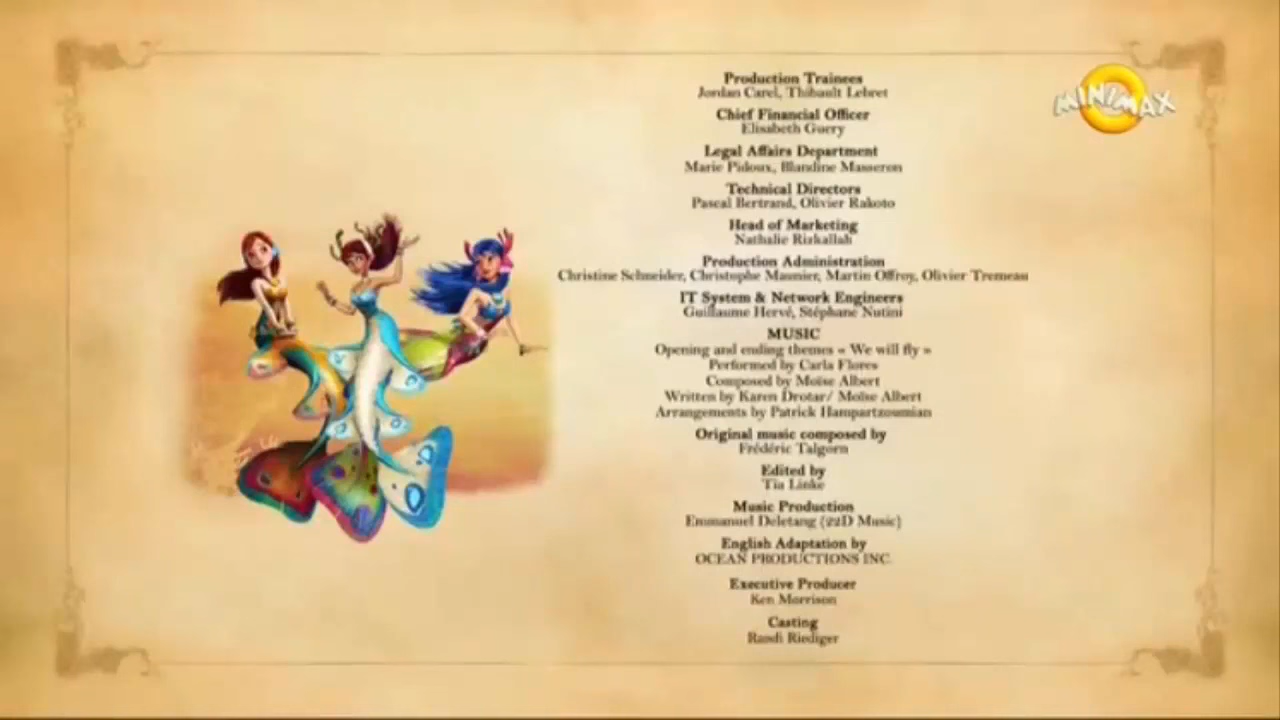 MINIMAX
Production Trainees
Jordan Carel, Thibault Lebret
Chief Financial Officer
Elisabeth Guery
Legal Affairs Department
Marie Pidoux, Blandine Masseron
Technical Directors
Pascal Bertrand, Olivier Rakoto
Head of Marketing
Nathalie Rizkallah
Production Administration
Christine Schneider, Christophe Maunier, Martin Offroy, Olivier Tremeau
IT System & Network Engineers
Guillaume Hervé, Stéphane Nutini
MUSIC
Opening and ending themes « We will fly »
Performed by Carla Flores
Composed by Moïse Albert
Written by Karen Drotar/ Moïse Albert
Arrangements by Patrick Hampartzoumian
Original music composed by
Frédéric Talgorn
Edited by
Tia Linke
Music Production
Emmanuel Deletang (22D Music)
English Adaptation by
OCEAN PRODUCTIONS INC.
Executive Producer
Ken Morrison
Casting
Randi Riediger